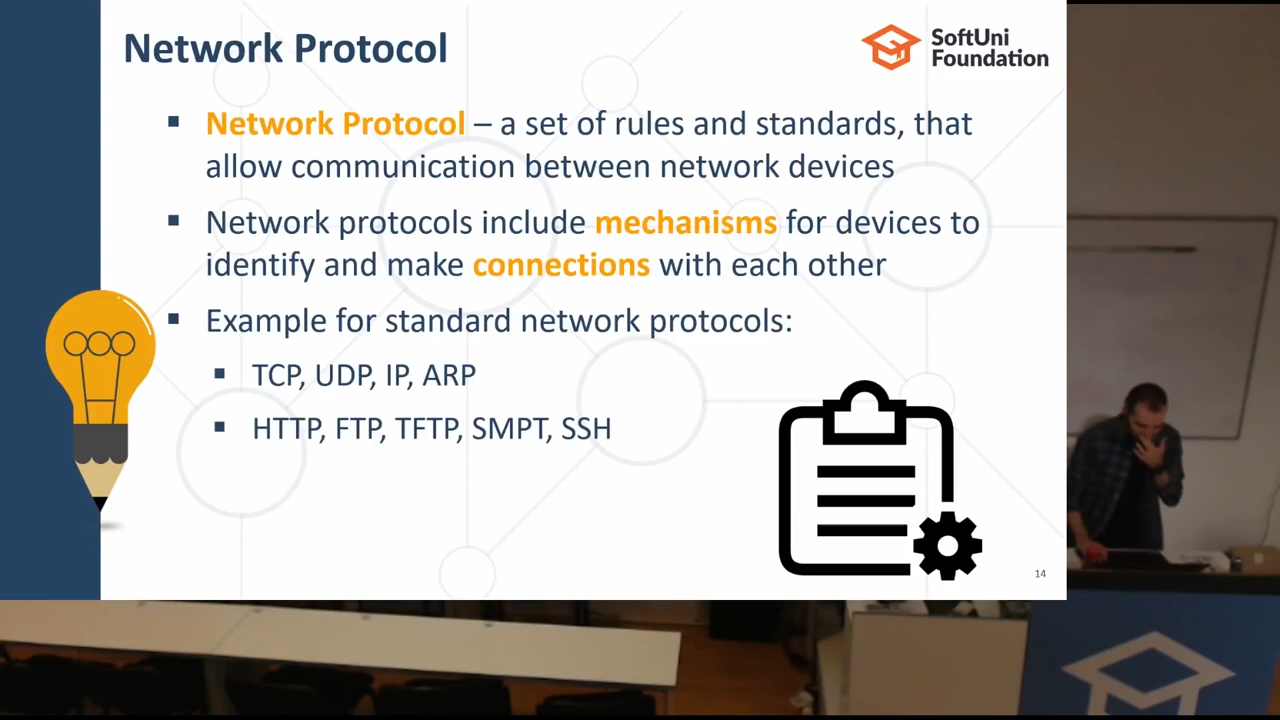 Network Protocol
SoftUni
Foundation
▪ Network Protocol – a set of rules and standards, that
allow communication between network devices
▪ Network protocols include mechanisms for devices to
identify and make connections with each other
▪ Example for standard network protocols:
▪ TCP, UDP, IP, ARP
▪ HTTP, FTP, TFTP, SMPT, SSH
14